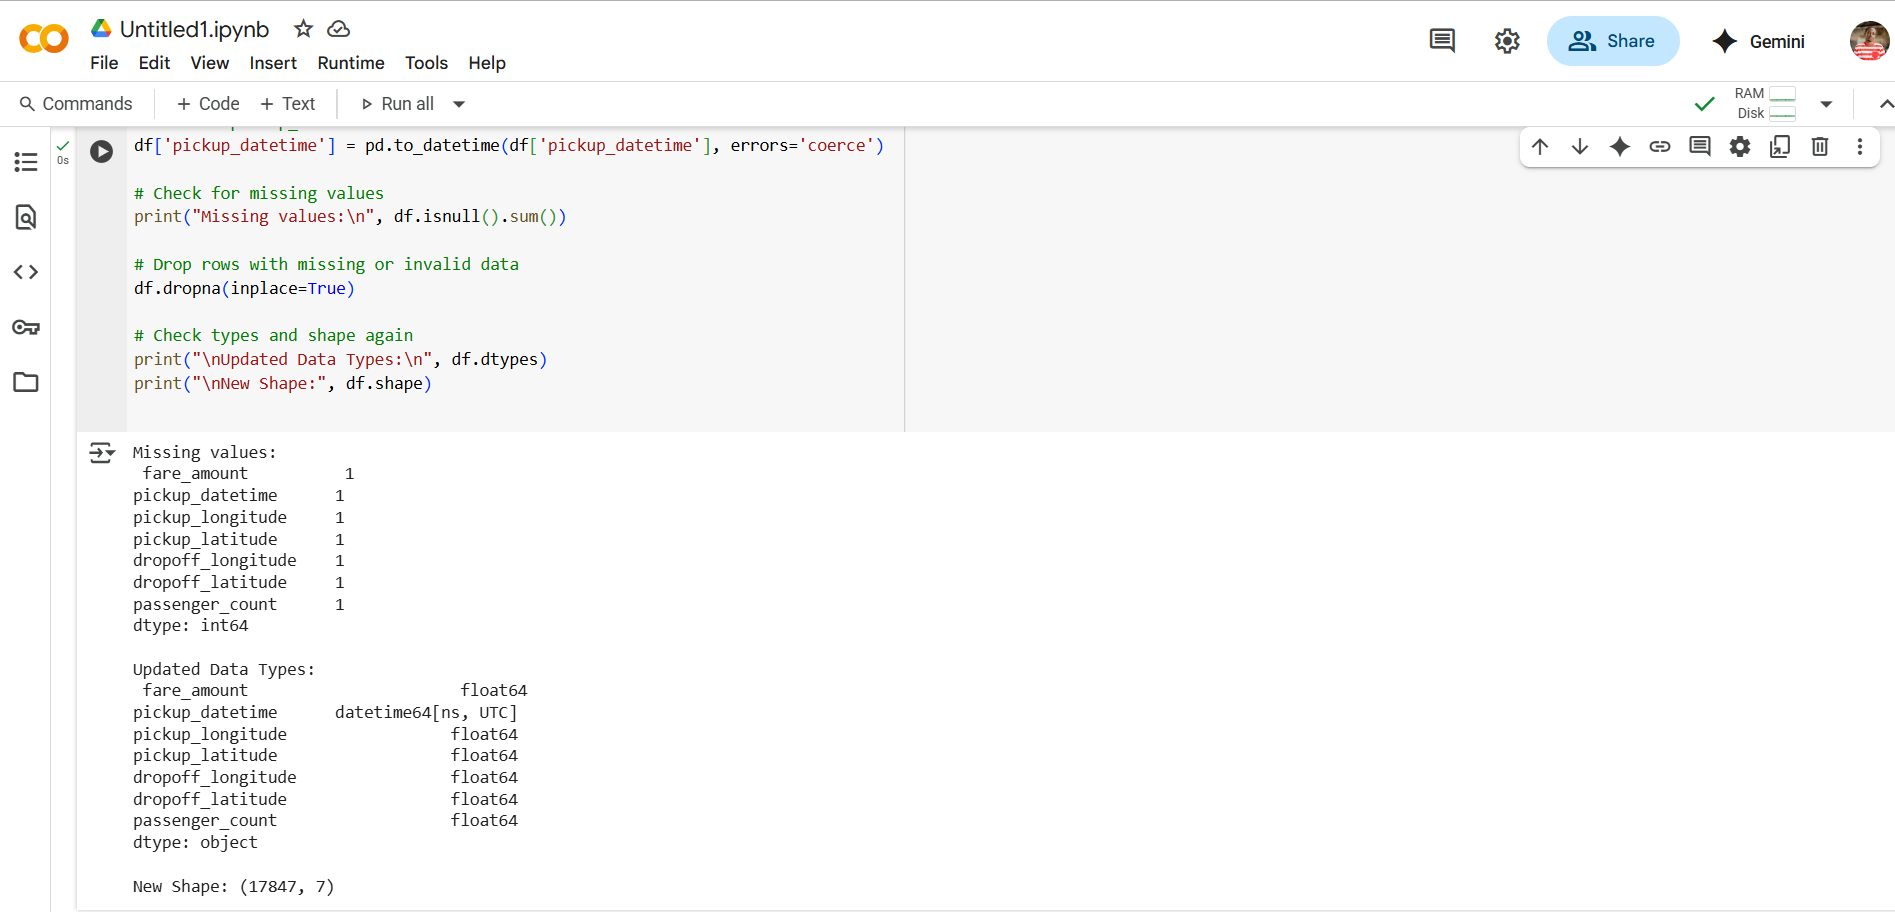 Untitled1.ipynb
File Edit View Insert Runtime Tools Help
Share
Gemini
Commands + Code + Text Run all
RAM
Disk
0s
df['pickup_datetime'] = pd.to_datetime(df['pickup_datetime'], errors='coerce')
# Check for missing values
print("Missing values:\n", df.isnull().sum())
# Drop rows with missing or invalid data
df.dropna(inplace=True)
# Check types and shape again
print("\nUpdated Data Types:\n", df.dtypes)
print("\nNew Shape:", df.shape)
Missing values:
fare_amount 1
pickup_datetime 1
pickup_longitude 1
pickup_latitude 1
dropoff_longitude 1
dropoff_latitude 1
passenger_count 1
dtype: int64
Updated Data Types:
fare_amount float64
pickup_datetime datetime64[ns, UTC]
pickup_longitude float64
pickup_latitude float64
dropoff_longitude float64
dropoff_latitude float64
passenger_count float64
dtype: object
New Shape: (17847, 7)